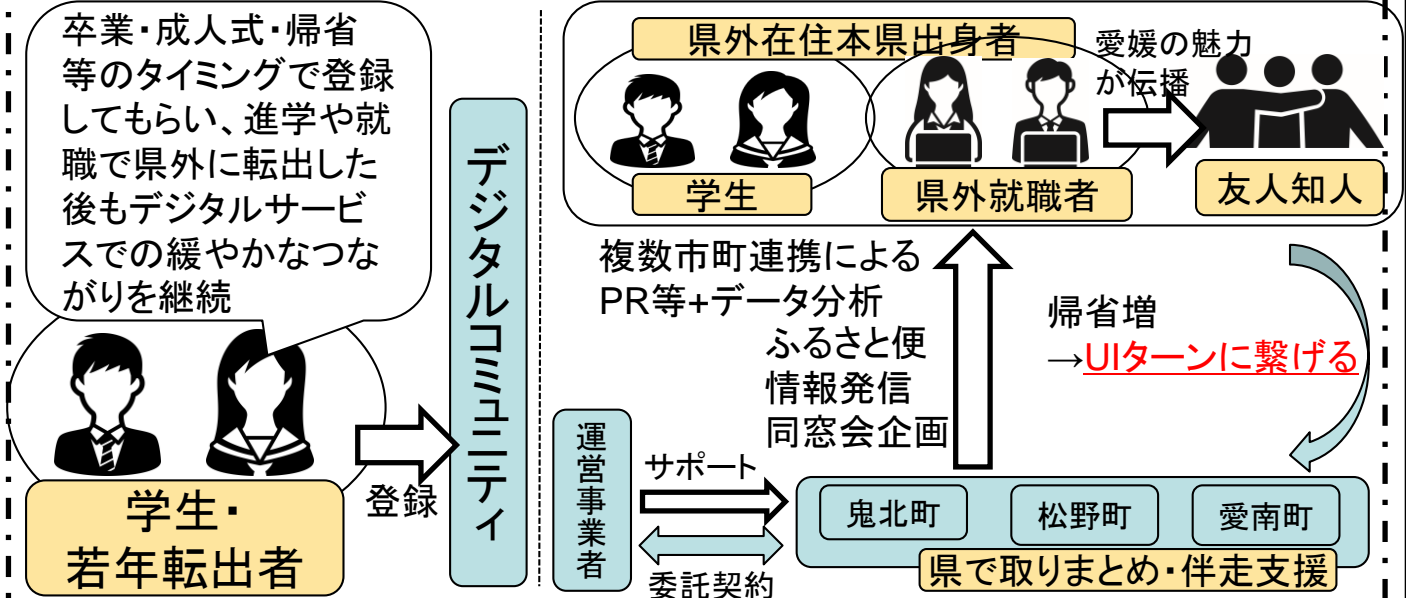 卒業・成人式・帰省
等のタイミングで登録
してもらい、進学や就
職で県外に転出した
後もデジタルサービ
スでの緩やかなつな
がりを継続
学生・
若年転出者
登録
デジタルコミュニティ
県外在住本県出身者
学生
県外就職者
愛媛の魅力
が伝播
友人知人
複数市町連携による
PR等+データ分析
ふるさと便
情報発信
同窓会企画
帰省増
→UIターンに繋げる
運営事業者
サポート
委託契約
鬼北町
松野町
愛南町
県で取りまとめ・伴走支援